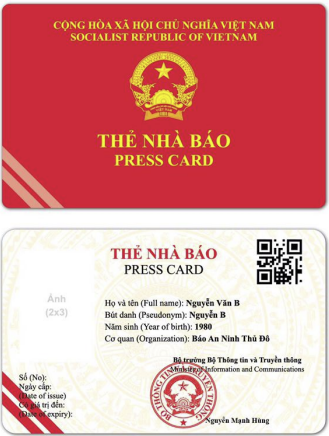 CỘNG HÒA XÃ HỘI CHỦ NGHĨA VIỆT NAM
SOCIALIST REPUBLIC OF VIETNAM
THẺ NHÀ BÁO
PRESS CARD
THẺ NHÀ BÁO
PRESS CARD
Ảnh
(2x3)
Họ và tên (Full name): Nguyễn Văn B
Bút danh (Pseudonym): Nguyễn B
Năm sinh (Year of birth): 1980
Cơ quan (Organization): Báo An Ninh Thủ Đô
Bộ trưởng Bộ Thông tin và Truyền thông
Minister of Information and Communications
Số (No):
Ngày cấp:
(Date of issue)
Có giá trị đến:
(Date of expiry):
BỘ THÔNG TIN VÀ TRUYỀN THÔNG
Nguyễn Mạnh Hùng